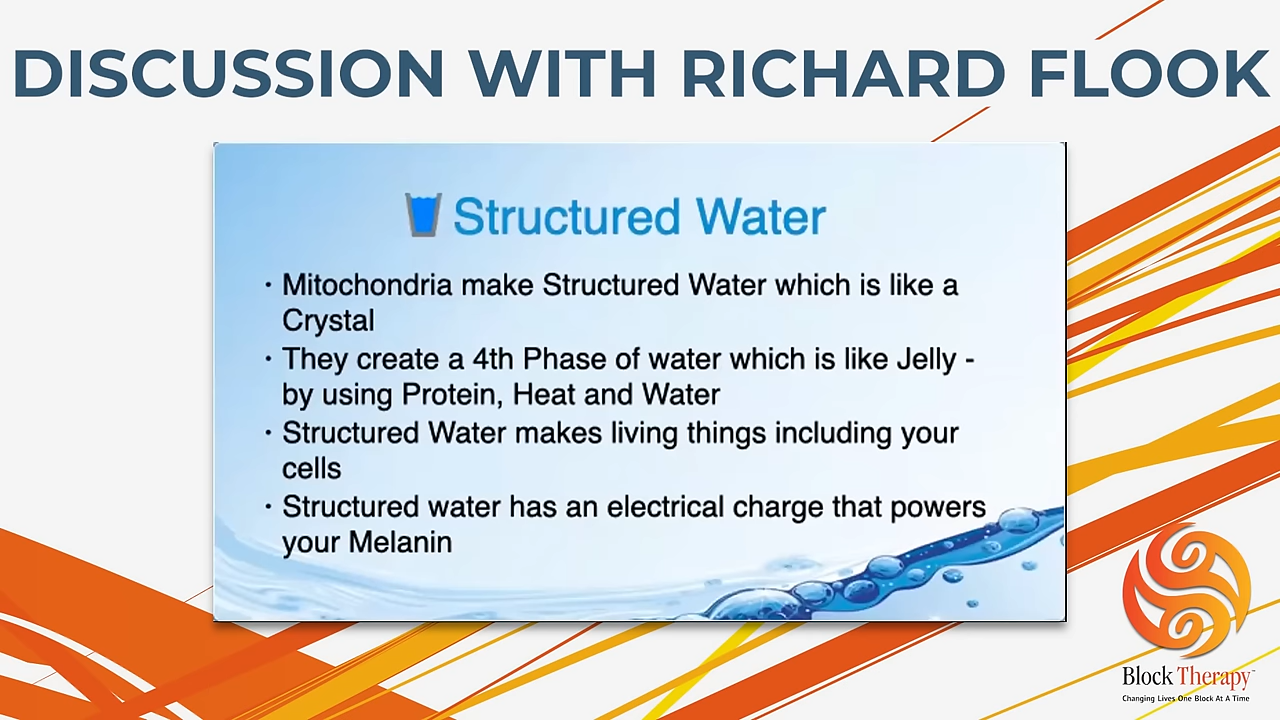 DISCUSSION WITH RICHARD FLOOK
Structured Water
· Mitochondria make Structured Water which is like a
Crystal
· They create a 4th Phase of water which is like Jelly -
by using Protein, Heat and Water
· Structured Water makes living things including your
cells
· Structured water has an electrical charge that powers
your Melanin
Block Therapy™
Changing Lives One Block At A Time